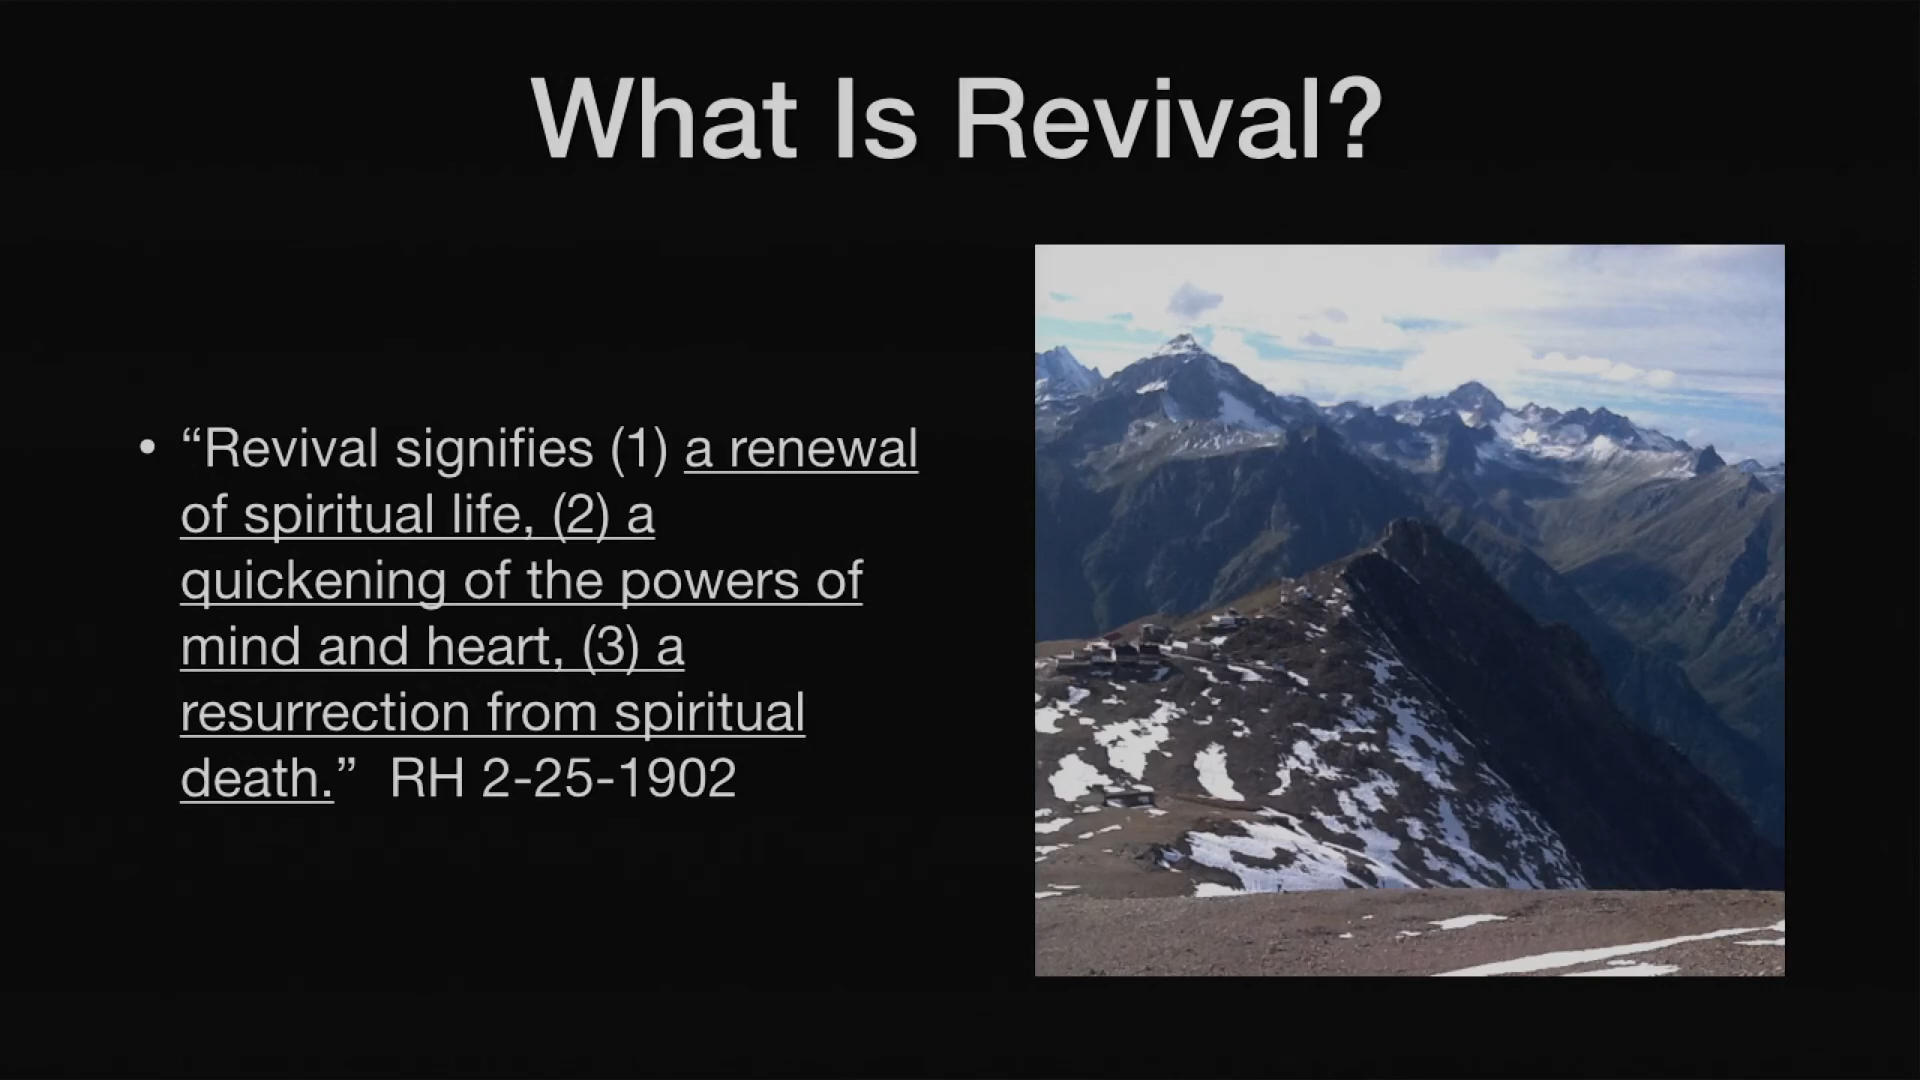 What Is Revival?
• “Revival signifies (1) a renewal
of spiritual life, (2) a
quickening of the powers of
mind and heart, (3) a
resurrection from spiritual
death.”  RH 2-25-1902